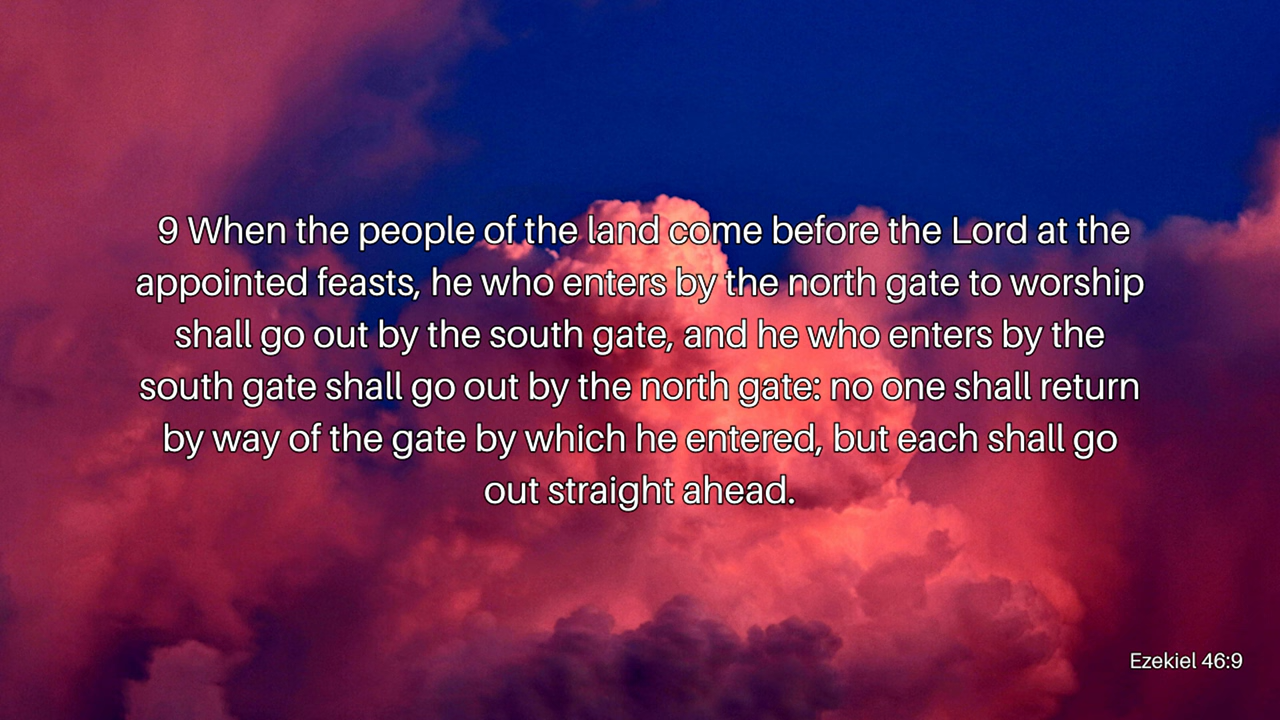 9 When the people of the land come before the Lord at the
appointed feasts, he who enters by the north gate to worship
shall go out by the south gate, and he who enters by the
south gate shall go out by the north gate: no one shall return
by way of the gate by which he entered, but each shall go
out straight ahead.
Ezekiel 46:9